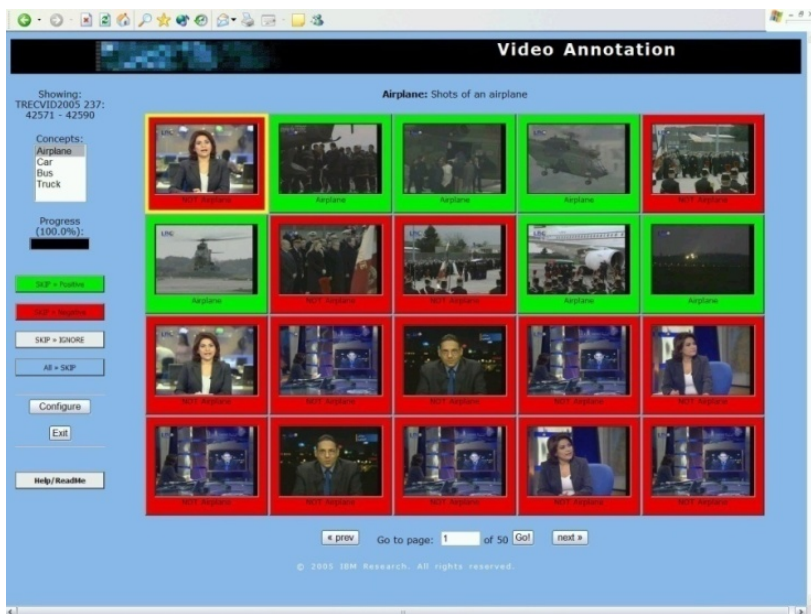 Video Annotation
Showing:
TRECVID2005 237:
42571 - 42590
Airplane: Shots of an airplane
Concepts:
Airplane
Car
Bus
Truck
Progress
(100.0%):
SKIP = Positive
SKIP = Negative
SKIP = IGNORE
All = SKIP
Configure
Exit
Help/ReadMe
NOT Airplane
Airplane
Airplane
Airplane
NOT Airplane
Airplane
NOT Airplane
NOT Airplane
Airplane
Airplane
NOT Airplane
NOT Airplane
NOT Airplane
NOT Airplane
NOT Airplane
NOT Airplane
NOT Airplane
NOT Airplane
NOT Airplane
NOT Airplane
« prev
Go to page: 1 of 50 Go!
next »
© 2005 IBM Research. All rights reserved.